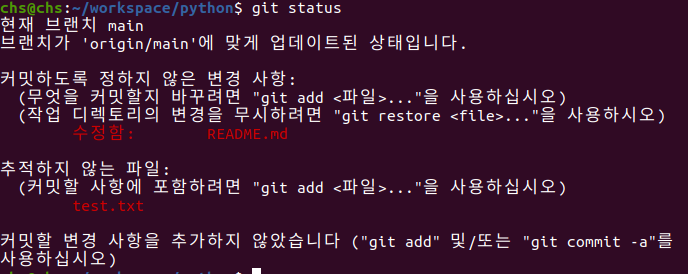 chs@chs:~/workspace/python$ git status
현재 브랜치 main
브랜치가 'origin/main'에 맞게 업데이트된 상태입니다.
커밋하도록 정하지 않은 변경 사항:
(무엇을 커밋할지 바꾸려면 "git add <파일>..."을 사용하십시오)
(작업 디렉토리의 변경을 무시하려면 "git restore <file>..."을 사용하시오)
수정함: README.md
추적하지 않는 파일:
(커밋할 사항에 포함하려면 "git add <파일>..."을 사용하십시오)
test.txt
커밋할 변경 사항을 추가하지 않았습니다 ("git add" 및/또는 "git commit -a"를
사용하십시오)
chs@chs:~/workspace/python$